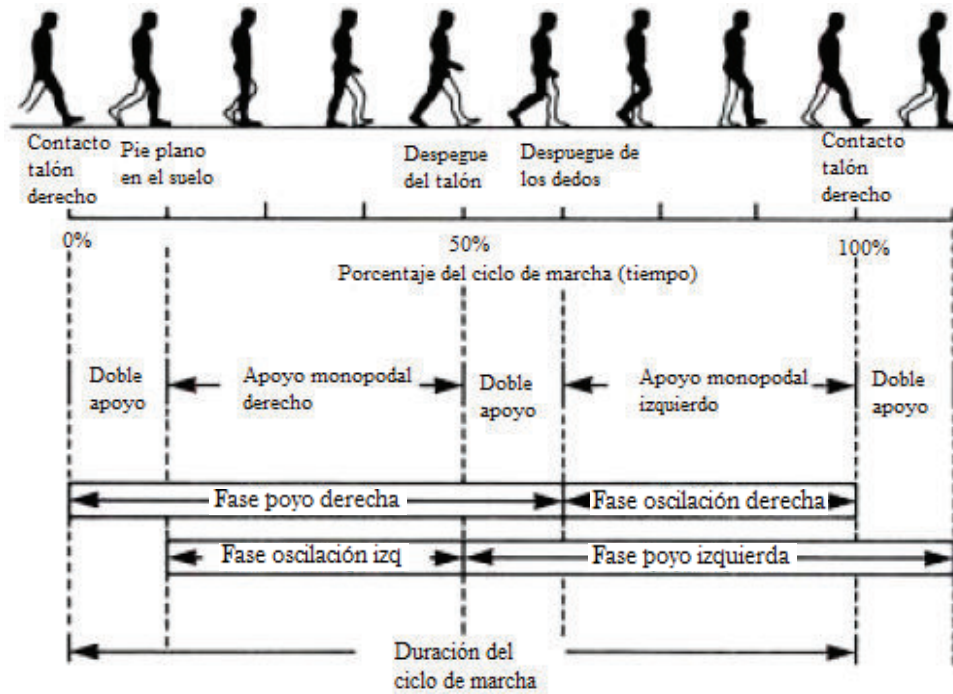 Contacto
talón
derecho
Pie plano
en el suelo
Despegue
del talón
Despuegue de
los dedos
Contacto
talón
derecho
0%
50%
100%
Porcentaje del ciclo de marcha (tiempo)
Doble
apoyo
Apoyo monopodal
derecho
Doble
apoyo
Apoyo monopodal
izquierdo
Doble
apoyo
Fase poyo derecha
Fase oscilación derecha
Fase oscilación izq
Fase poyo izquierda
Duración del
ciclo de marcha